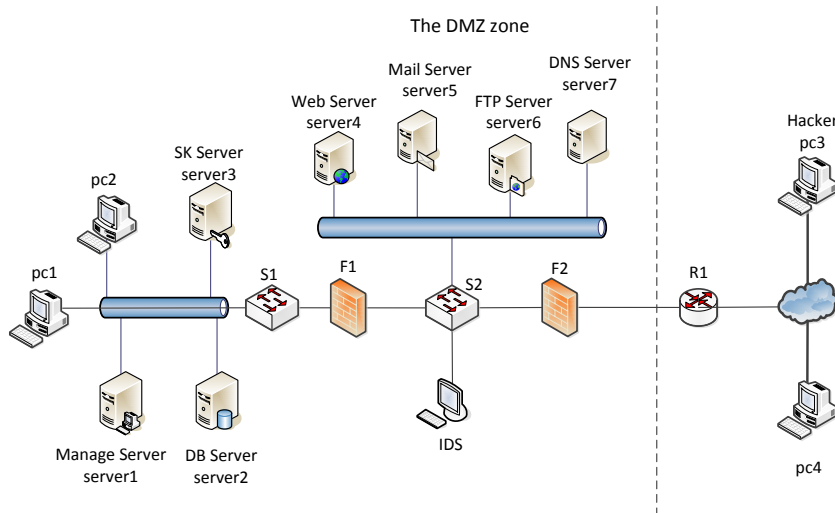 The DMZ zone
DNS Server
server7
Mail Server
server5
Web Server
server4
FTP Server
server6
Hacker
pc3
SK Server
server3
pc2
pc1
S1
F1
S2
F2
R1
IDS
Manage Server
server1
DB Server
server2
pc4